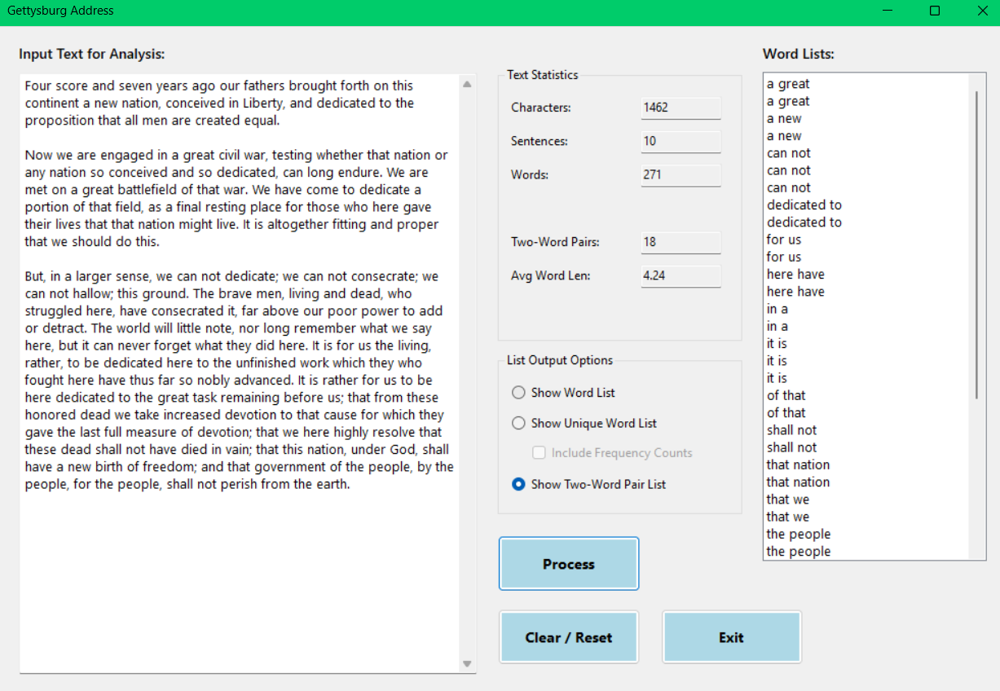 Gettysburg Address
Input Text for Analysis:
Four score and seven years ago our fathers brought forth on this
continent a new nation, conceived in Liberty, and dedicated to the
proposition that all men are created equal.
Now we are engaged in a great civil war, testing whether that nation or
any nation so conceived and so dedicated, can long endure. We are
met on a great battlefield of that war. We have come to dedicate a
portion of that field, as a final resting place for those who here gave
their lives that that nation might live. It is altogether fitting and proper
that we should do this.
But, in a larger sense, we can not dedicate; we can not consecrate; we
can not hallow; this ground. The brave men, living and dead, who
struggled here, have consecrated it, far above our poor power to add
or detract. The world will little note, nor long remember what we say
here, but it can never forget what they did here. It is for us the living,
rather, to be dedicated here to the unfinished work which they who
fought here have thus far so nobly advanced. It is rather for us to be
here dedicated to the great task remaining before us; that from these
honored dead we take increased devotion to that cause for which they
gave the last full measure of devotion; that we here highly resolve that
these dead shall not have died in vain; that this nation, under God, shall
have a new birth of freedom; and that government of the people, by the
people, for the people, shall not perish from the earth.
Text Statistics
Characters: 1462
Sentences: 10
Words: 271
Two-Word Pairs: 18
Avg Word Len: 4.24
List Output Options
Show Word List
Show Unique Word List
Include Frequency Counts
Show Two-Word Pair List
Process
Clear / Reset
Exit
Word Lists:
a great
a great
a new
a new
can not
can not
can not
dedicated to
dedicated to
for us
for us
here have
here have
in a
in a
it is
it is
it is
of that
of that
shall not
shall not
that nation
that nation
that we
that we
the people
the people